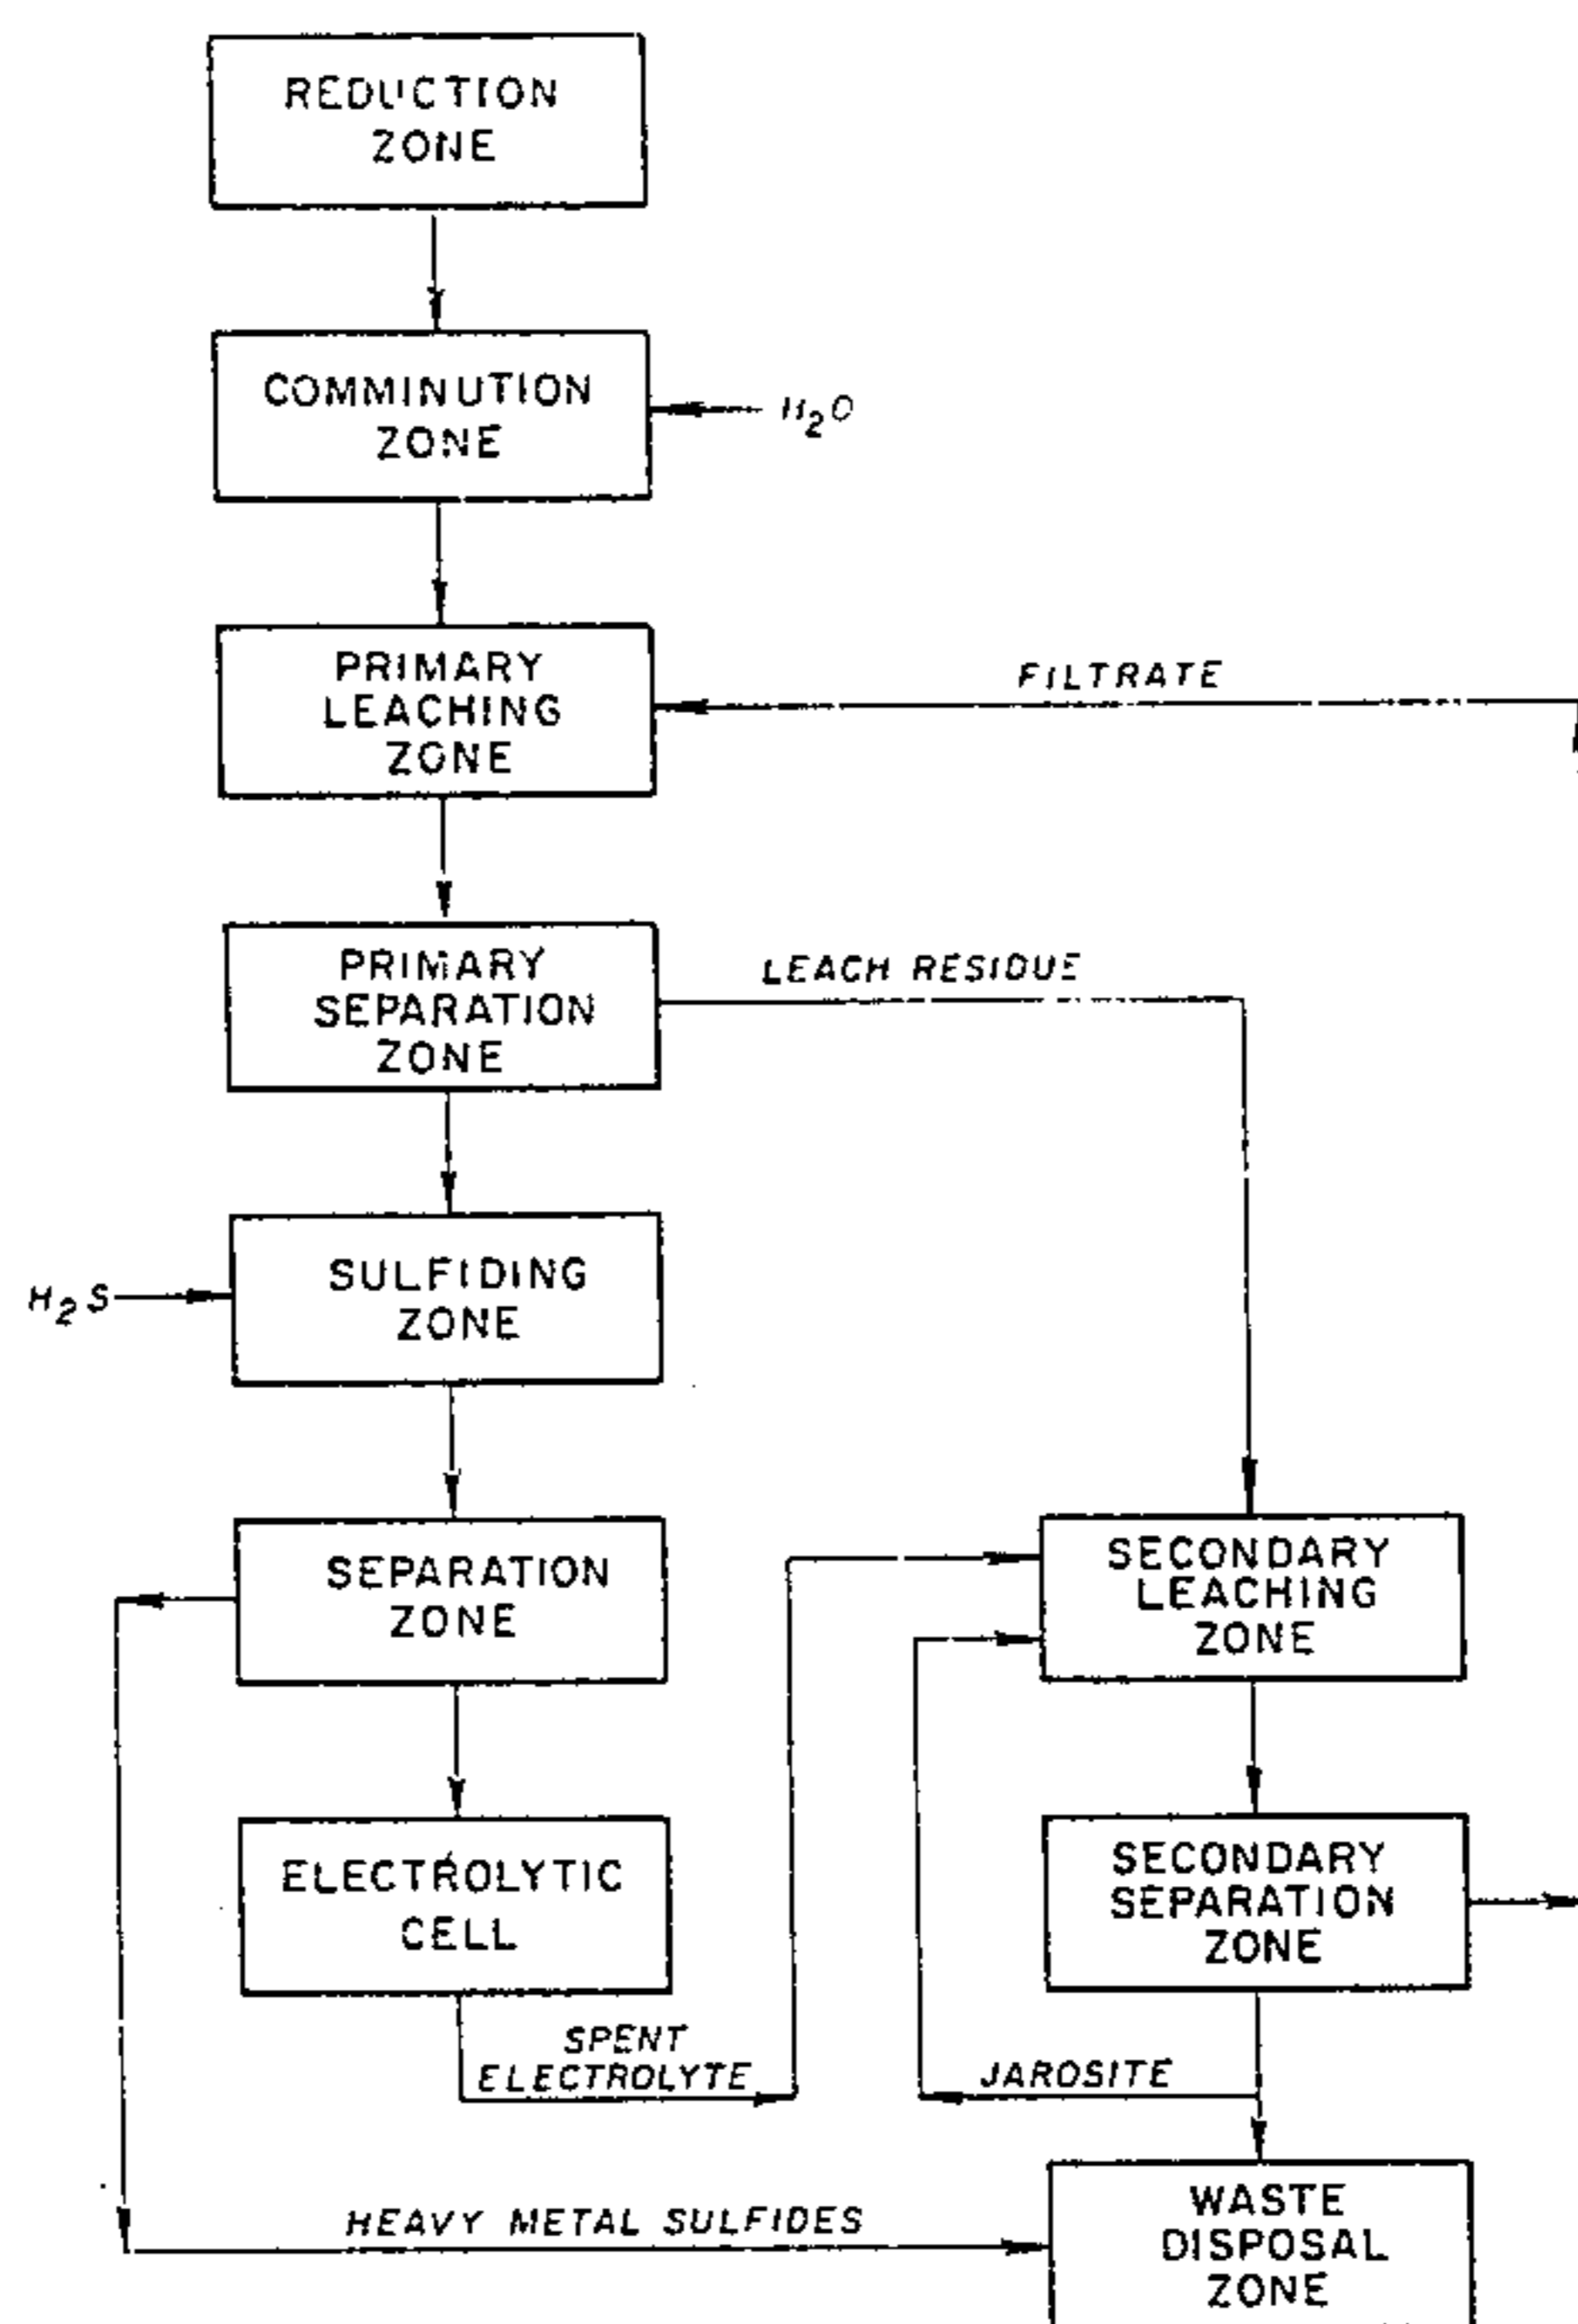 REDUCTION
ZONE
COMMINUTION
ZONE
H2O
PRIMARY
LEACHING
ZONE
FILTRATE
PRIMARY
SEPARATION
ZONE
LEACH RESIDUE
SULFIDING
ZONE
H2S
SEPARATION
ZONE
SECONDARY
LEACHING
ZONE
ELECTROLYTIC
CELL
SECONDARY
SEPARATION
ZONE
SPENT
ELECTROLYTE
JAROSITE
HEAVY METAL SULFIDES
WASTE
DISPOSAL
ZONE